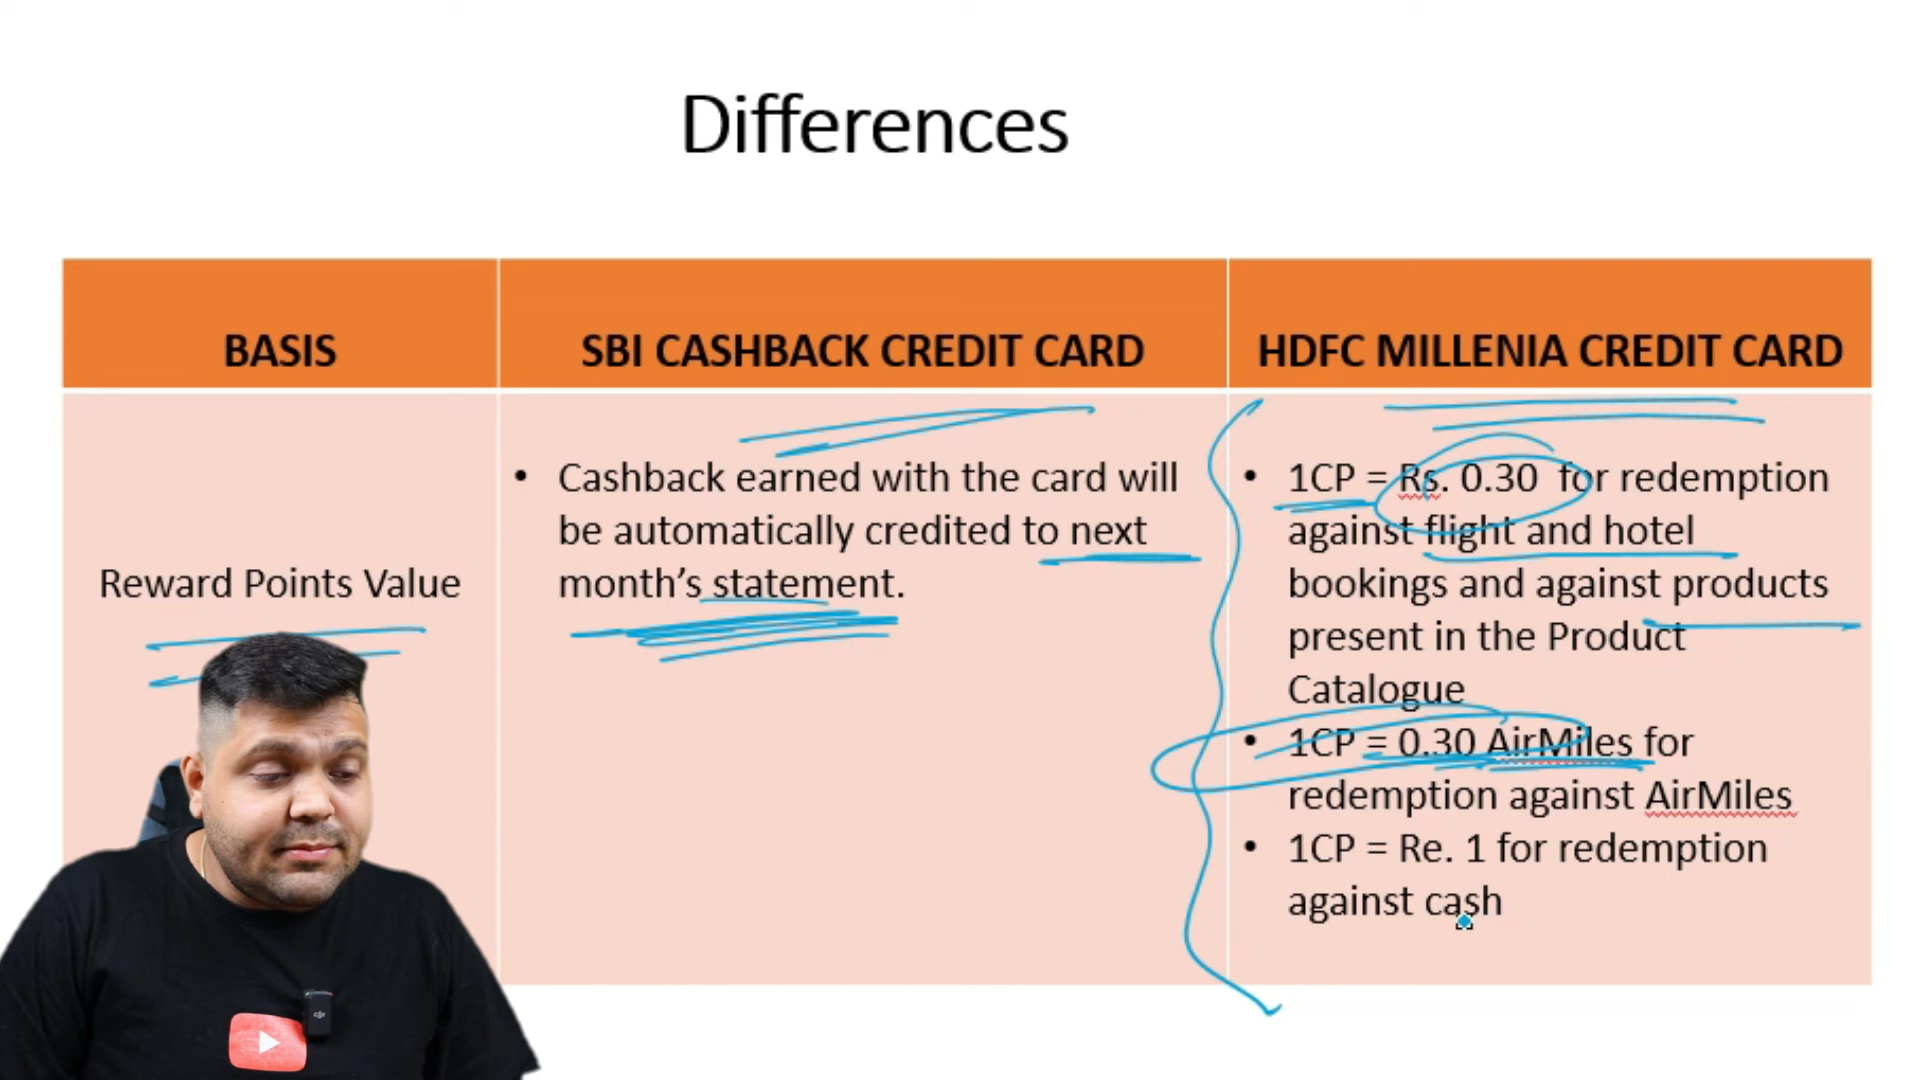 Differences
BASIS
SBI CASHBACK CREDIT CARD
HDFC MILLENIA CREDIT CARD
Reward Points Value
• Cashback earned with the card will
be automatically credited to next
month’s statement.
• 1CP = Rs. 0.30 for redemption
against flight and hotel
bookings and against products
present in the Product
Catalogue
• 1CP = 0.30 AirMiles for
redemption against AirMiles
• 1CP = Re. 1 for redemption
against cash